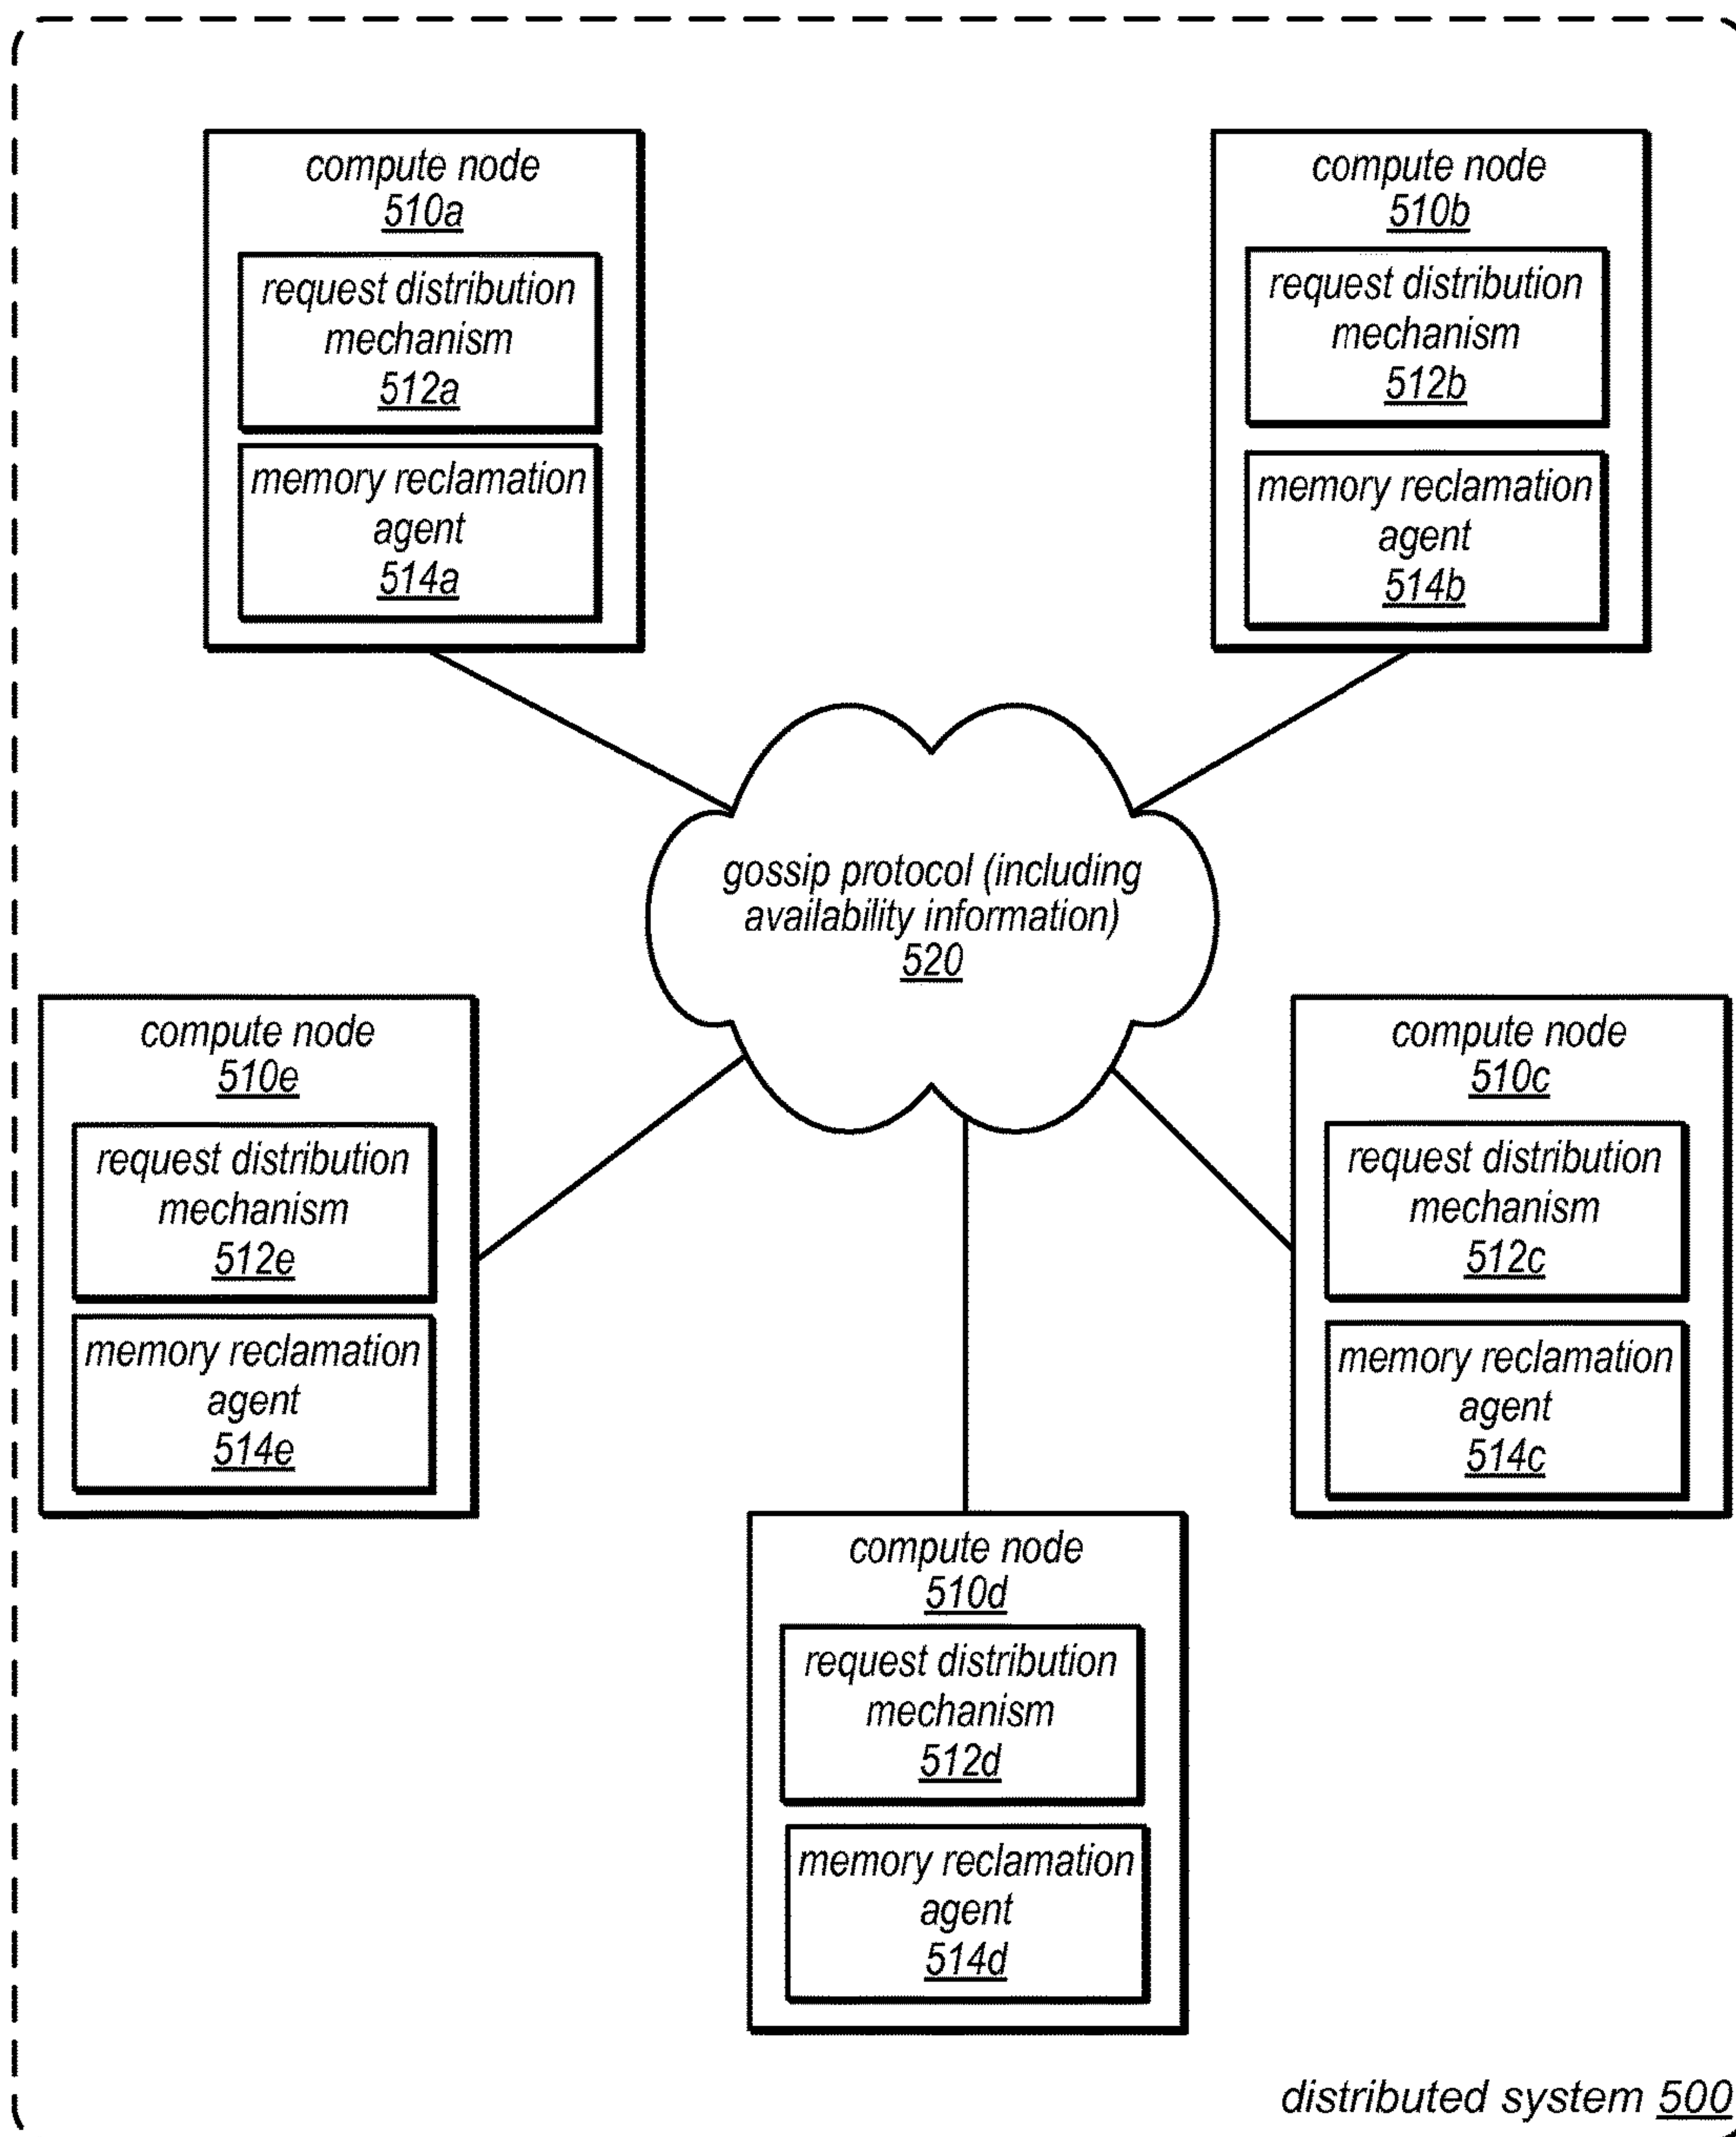 compute node
510a
request distribution
mechanism
512a
memory reclamation
agent
514a
compute node
510b
request distribution
mechanism
512b
memory reclamation
agent
514b
gossip protocol (including
availability information)
520
compute node
510e
request distribution
mechanism
512e
memory reclamation
agent
514e
compute node
510c
request distribution
mechanism
512c
memory reclamation
agent
514c
compute node
510d
request distribution
mechanism
512d
memory reclamation
agent
514d
distributed system 500